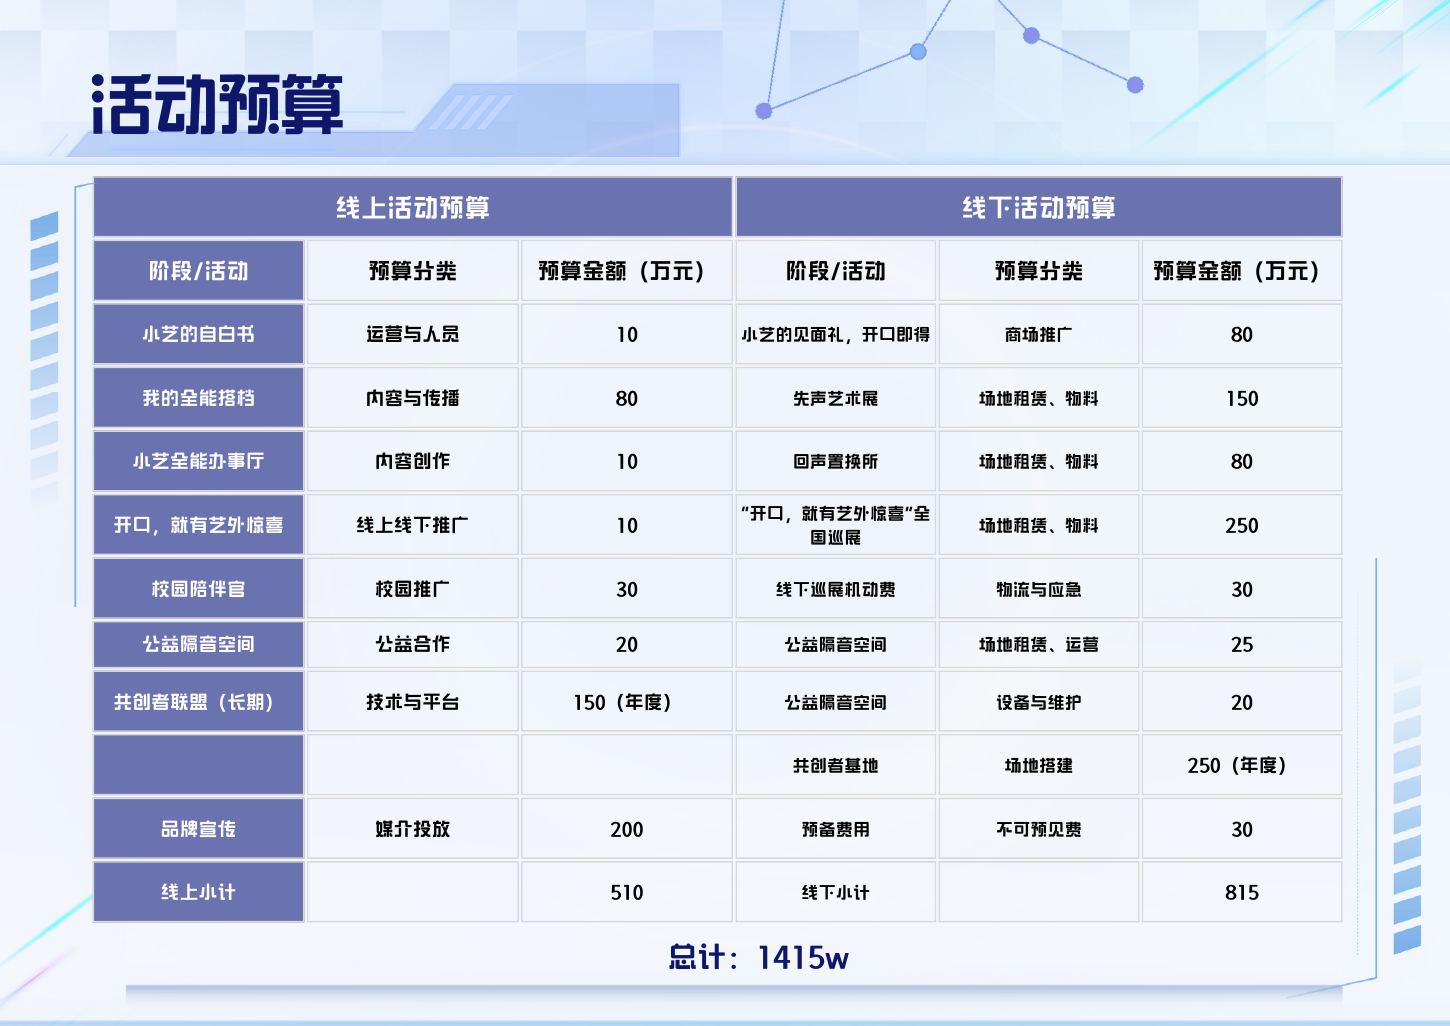 活动预算
线上活动预算 线下活动预算
阶段/活动 预算分类 预算金额（万元） 阶段/活动 预算分类 预算金额（万元）
小艺的自白书 运营与人员 10 小艺的见面礼，开口即得 商场推广 80
我的全能搭档 内容与传播 80 先声艺术展 场地租赁、物料 150
小艺全能办事厅 内容创作 10 回声置换所 场地租赁、物料 80
开口，就有艺外惊喜 线上线下推广 10 "开口，就有艺外惊喜"全
国巡展 场地租赁、物料 250
校园陪伴官 校园推广 30 线下巡展机动费 物流与应急 30
公益隔音空间 公益合作 20 公益隔音空间 场地租赁、运营 25
共创者联盟（长期） 技术与平台 150（年度） 公益隔音空间 设备与维护 20
共创者基地 场地搭建 250（年度）
品牌宣传 媒介投放 200 预备费用 不可预见费 30
线上小计 510 线下小计 815
总计：1415w